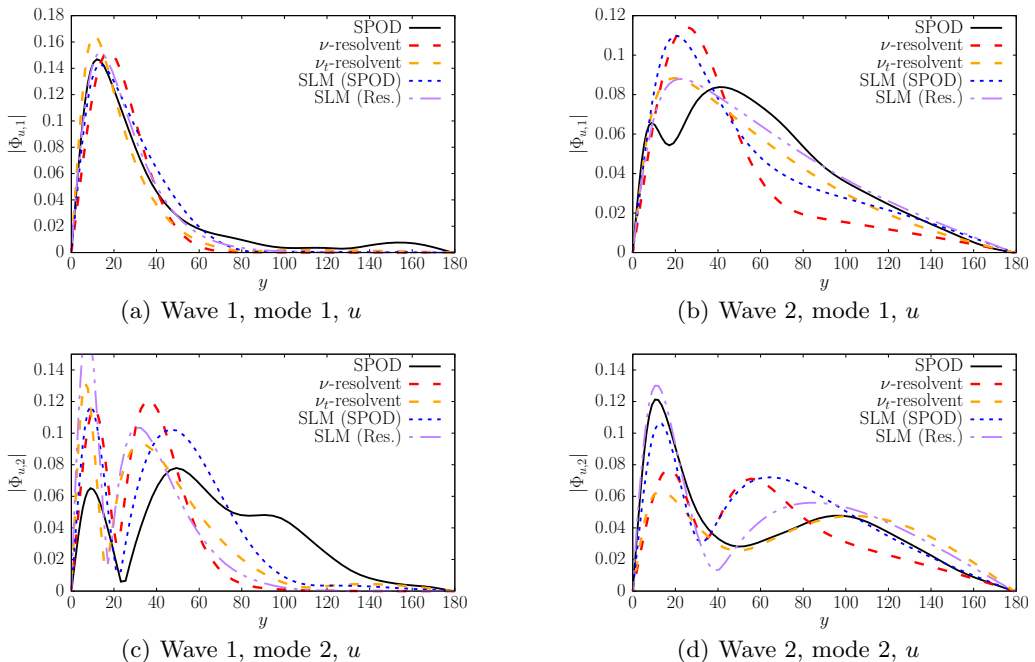 |Φu,1|
0.18
0.16
0.14
0.12
0.10
0.08
0.06
0.04
0.02
0
0 20 40 60 80 100 120 140 160 180
y
SPOD
ν-resolvent
νt-resolvent
SLM (SPOD)
SLM (Res.)
(a) Wave 1, mode 1, u
|Φu,1|
0.12
0.10
0.08
0.06
0.04
0.02
0
0 20 40 60 80 100 120 140 160 180
y
SPOD
ν-resolvent
νt-resolvent
SLM (SPOD)
SLM (Res.)
(b) Wave 2, mode 1, u
|Φu,2|
0.14
0.12
0.10
0.08
0.06
0.04
0.02
0
0 20 40 60 80 100 120 140 160 180
y
SPOD
ν-resolvent
νt-resolvent
SLM (SPOD)
SLM (Res.)
(c) Wave 1, mode 2, u
|Φu,2|
0.14
0.12
0.10
0.08
0.06
0.04
0.02
0
0 20 40 60 80 100 120 140 160 180
y
SPOD
ν-resolvent
νt-resolvent
SLM (SPOD)
SLM (Res.)
(d) Wave 2, mode 2, u